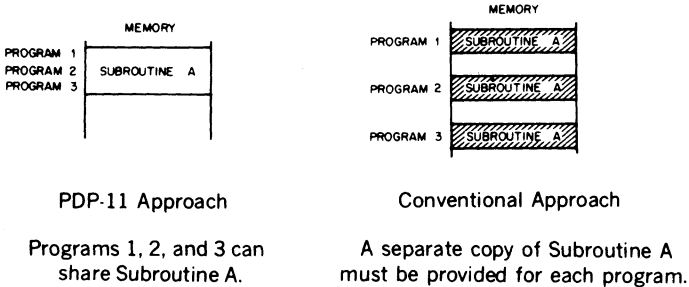 MEMORY
PROGRAM 1
PROGRAM 2
PROGRAM 3
SUBROUTINE A
PDP-11 Approach
Programs 1, 2, and 3 can
share Subroutine A.
MEMORY
PROGRAM 1
SUBROUTINE A
PROGRAM 2
SUBROUTINE A
PROGRAM 3
SUBROUTINE A
Conventional Approach
A separate copy of Subroutine A
must be provided for each program.